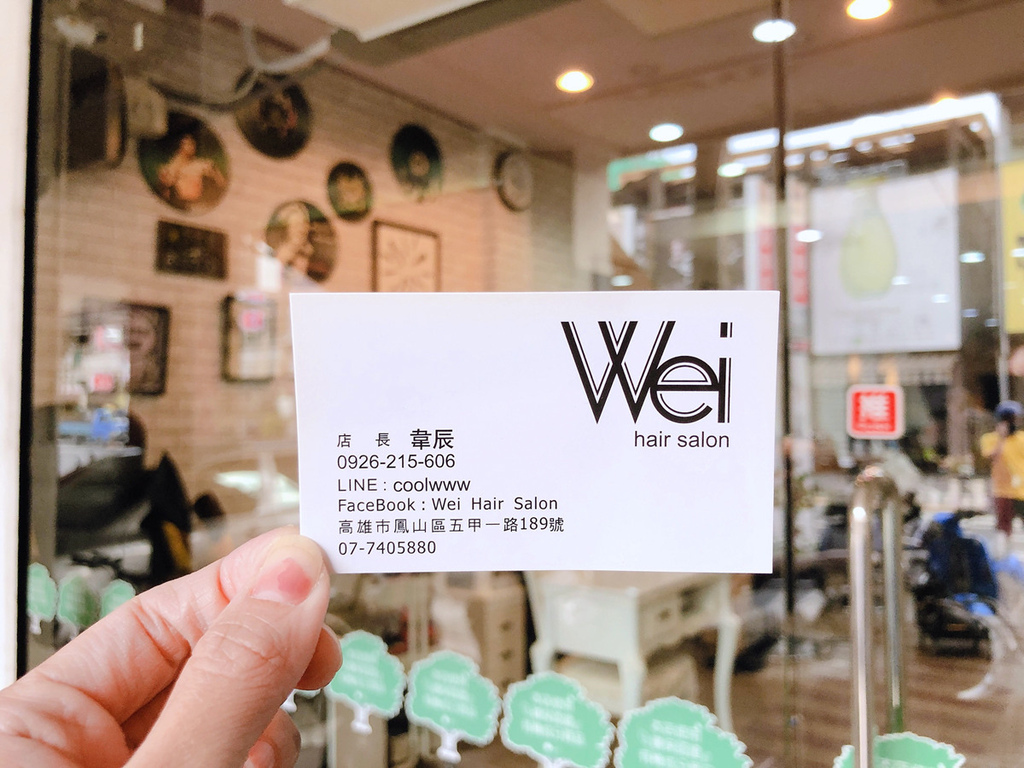 Wei
hair salon
店 長 韋辰
0926-215-606
LINE : coolwww
FaceBook : Wei Hair Salon
高雄市鳳山區五甲一路189號
07-7405880